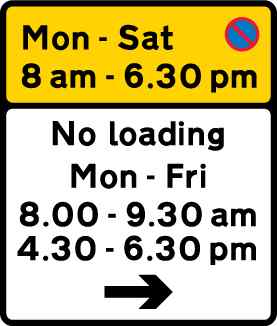 Mon - Sat
8 am - 6.30 pm
No loading
Mon - Fri
8.00 - 9.30 am
4.30 - 6.30 pm